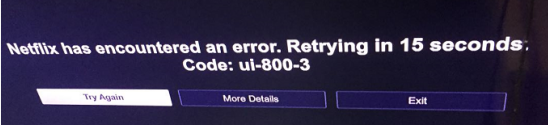 Netflix has encountered an error. Retrying in 15 seconds.
Code: ui-800-3
Try Again
More Details
Exit